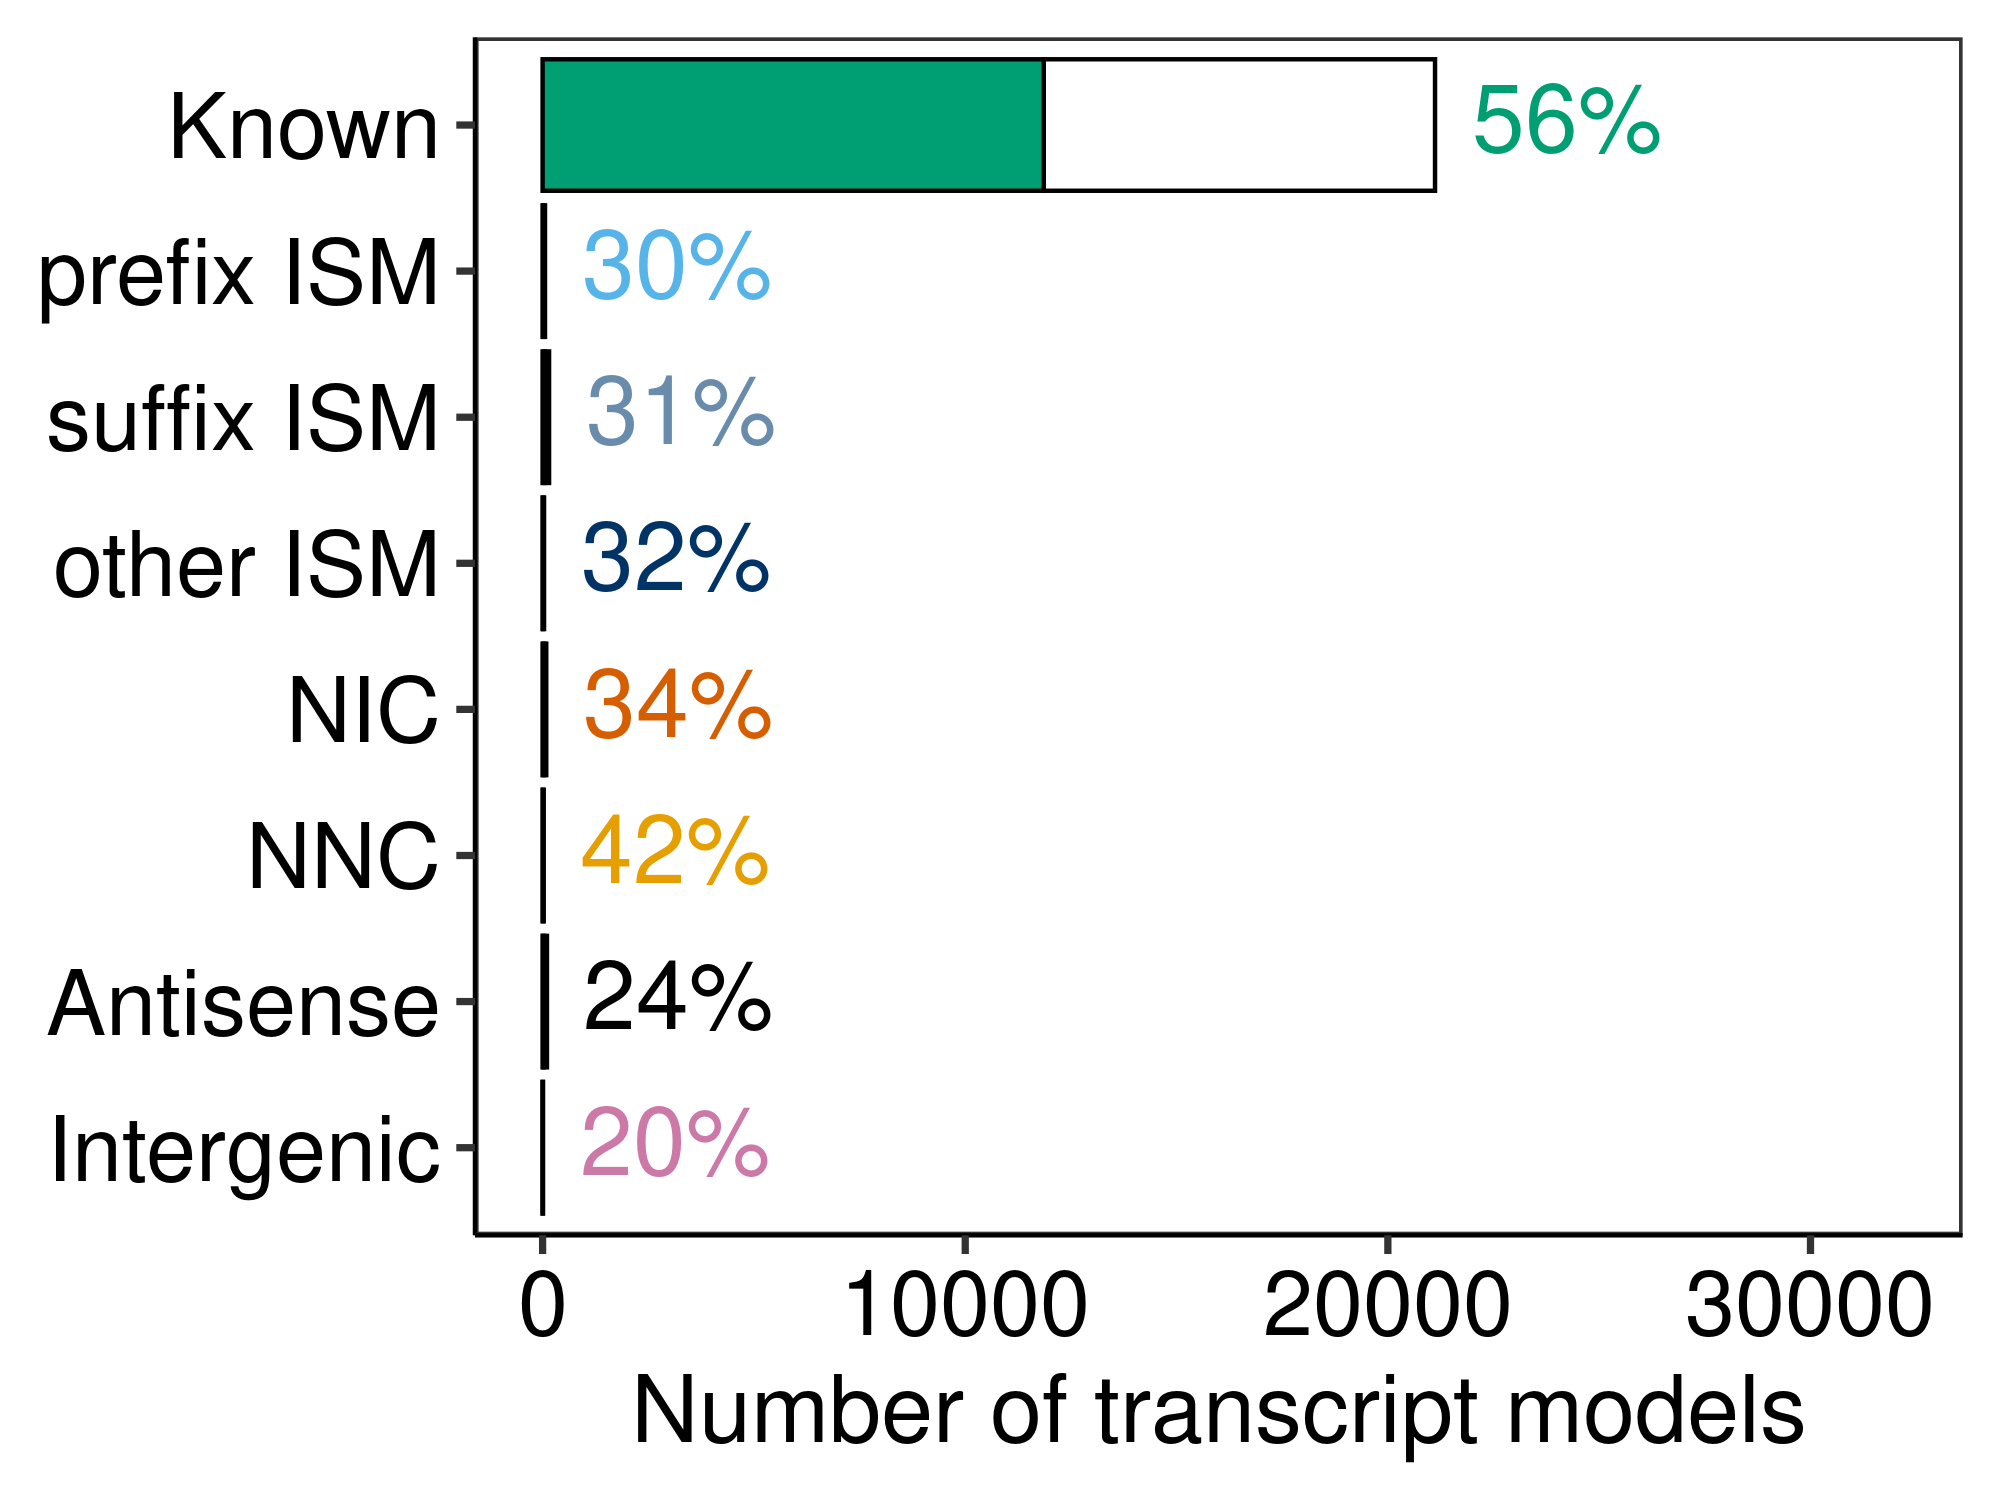 Known 56%
prefix ISM 30%
suffix ISM 31%
other ISM 32%
NIC 34%
NNC 42%
Antisense 24%
Intergenic 20%
0 10000 20000 30000
Number of transcript models